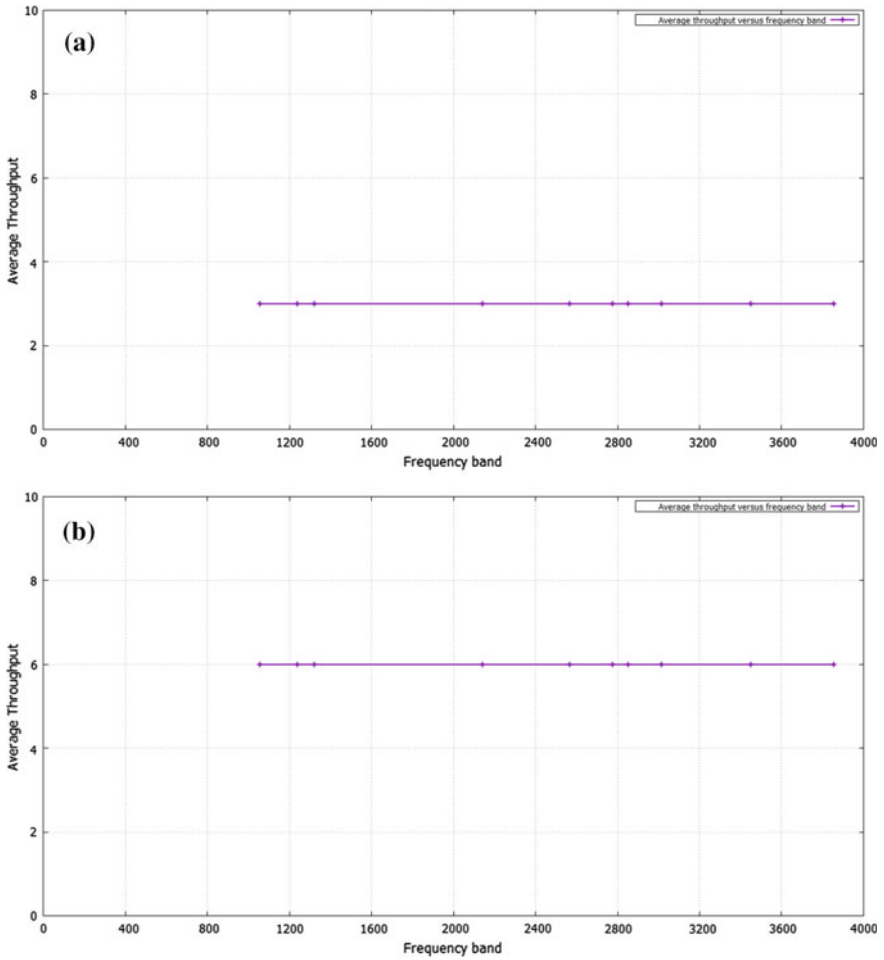 10
Average throughput versus frequency band
(a)
8
6
Average Throughput
4
2
0
0 400 800 1200 1600 2000 2400 2800 3200 3600 4000
Frequency band
10
Average throughput versus frequency band
(b)
8
6
Average Throughput
4
2
0
0 400 800 1200 1600 2000 2400 2800 3200 3600 4000
Frequency band